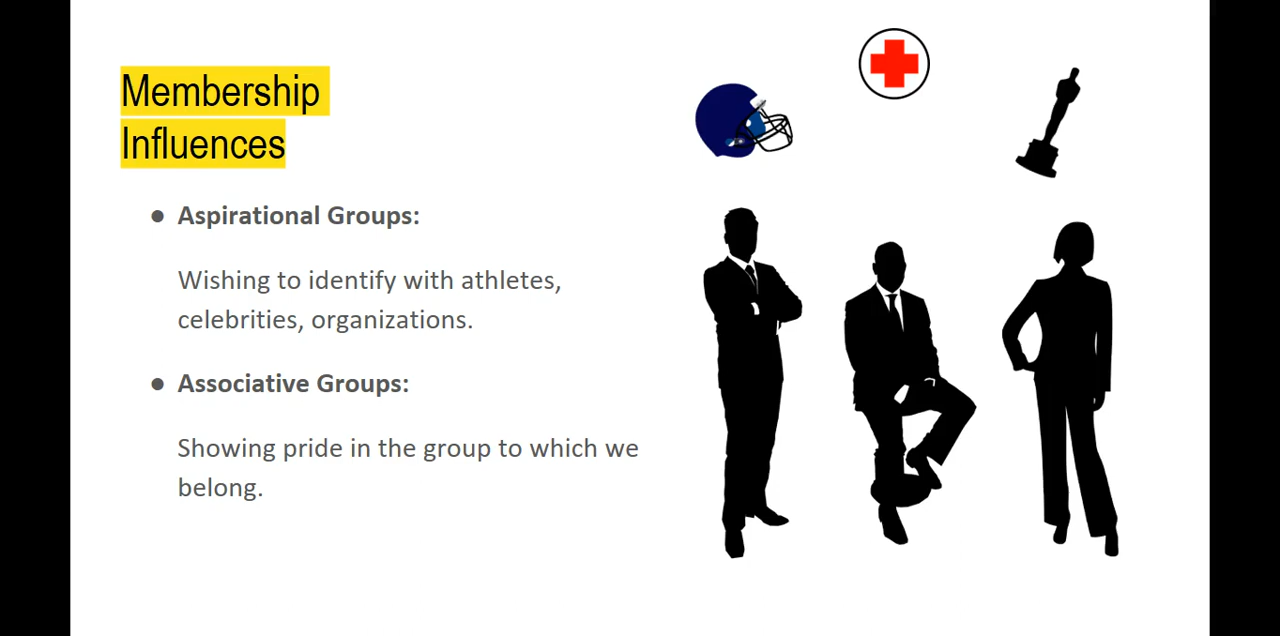 Membership
Influences
● Aspirational Groups:
Wishing to identify with athletes,
celebrities, organizations.
● Associative Groups:
Showing pride in the group to which we
belong.